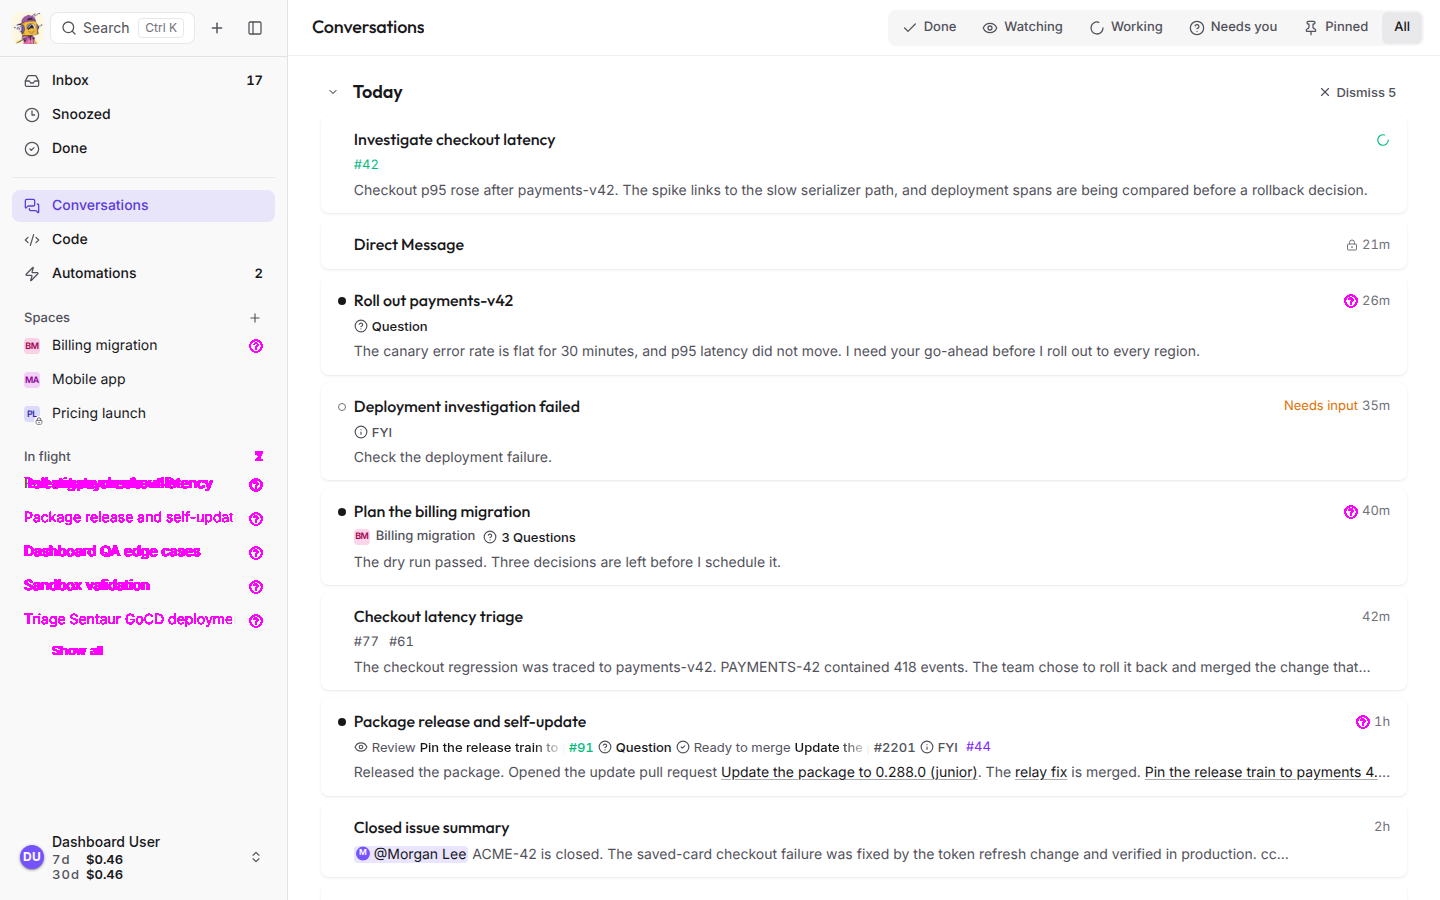 Search Ctrl K
Inbox 17
Snoozed
Done
Conversations
Code
Automations 2
Spaces
BM Billing migration
MA Mobile app
PL Pricing launch
In flight
Package release and self-updat
Dashboard QA edge cases
Sandbox validation
Triage Sentaur GoCD deployme
Show all
DU Dashboard User
7d $0.46
30d $0.46
Conversations
Done Watching Working Needs you Pinned All
Today Dismiss 5
Investigate checkout latency
#42
Checkout p95 rose after payments-v42. The spike links to the slow serializer path, and deployment spans are being compared before a rollback decision.
Direct Message 21m
Roll out payments-v42 26m
Question
The canary error rate is flat for 30 minutes, and p95 latency did not move. I need your go-ahead before I roll out to every region.
Deployment investigation failed Needs input 35m
FYI
Check the deployment failure.
Plan the billing migration 40m
BM Billing migration 3 Questions
The dry run passed. Three decisions are left before I schedule it.
Checkout latency triage 42m
#77 #61
The checkout regression was traced to payments-v42. PAYMENTS-42 contained 418 events. The team chose to roll it back and merged the change that...
Package release and self-update 1h
Review Pin the release train to #91 Question Ready to merge Update the #2201 FYI #44
Released the package. Opened the update pull request Update the package to 0.288.0 (junior). The relay fix is merged. Pin the release train to payments 4....
Closed issue summary 2h
M @Morgan Lee ACME-42 is closed. The saved-card checkout failure was fixed by the token refresh change and verified in production. cc...